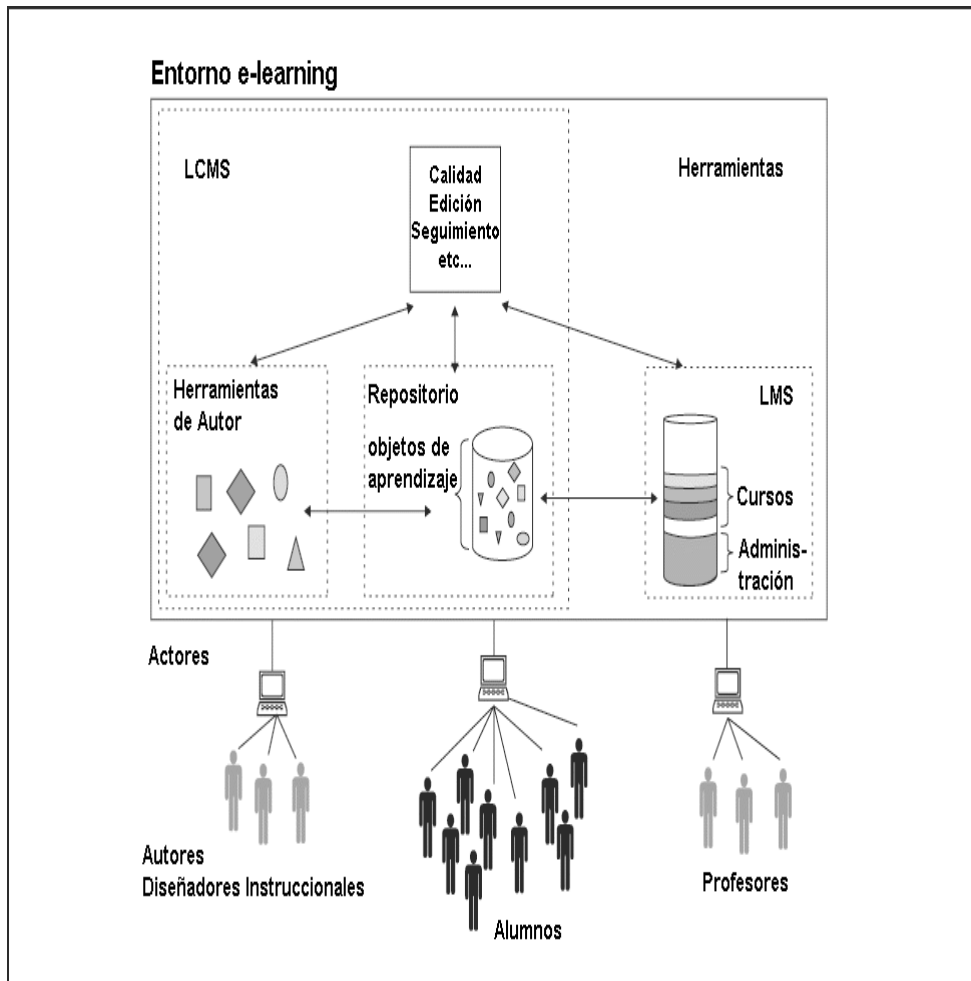 Entorno e-learning
LCMS
Calidad
Edición
Seguimiento
etc...
Herramientas
Herramientas
de Autor
Repositorio
objetos de
aprendizaje
LMS
Cursos
Adminis-
tración
Actores
Autores
Diseñadores Instruccionales
Alumnos
Profesores